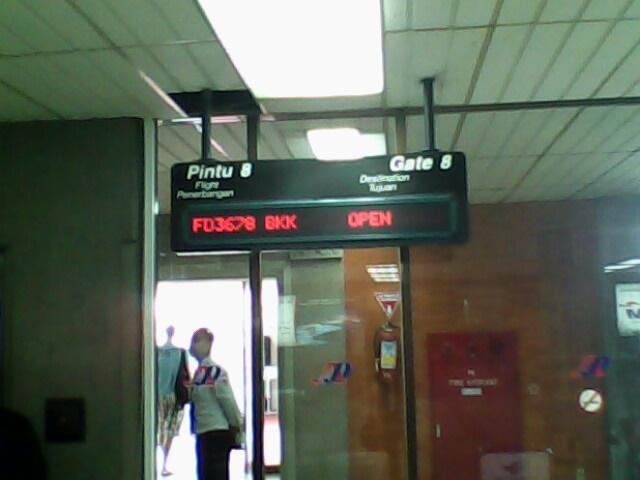 Pintu 8
Gate 8
Flight
Penerbangan
Destination
Tujuan
FD3678 BKK OPEN